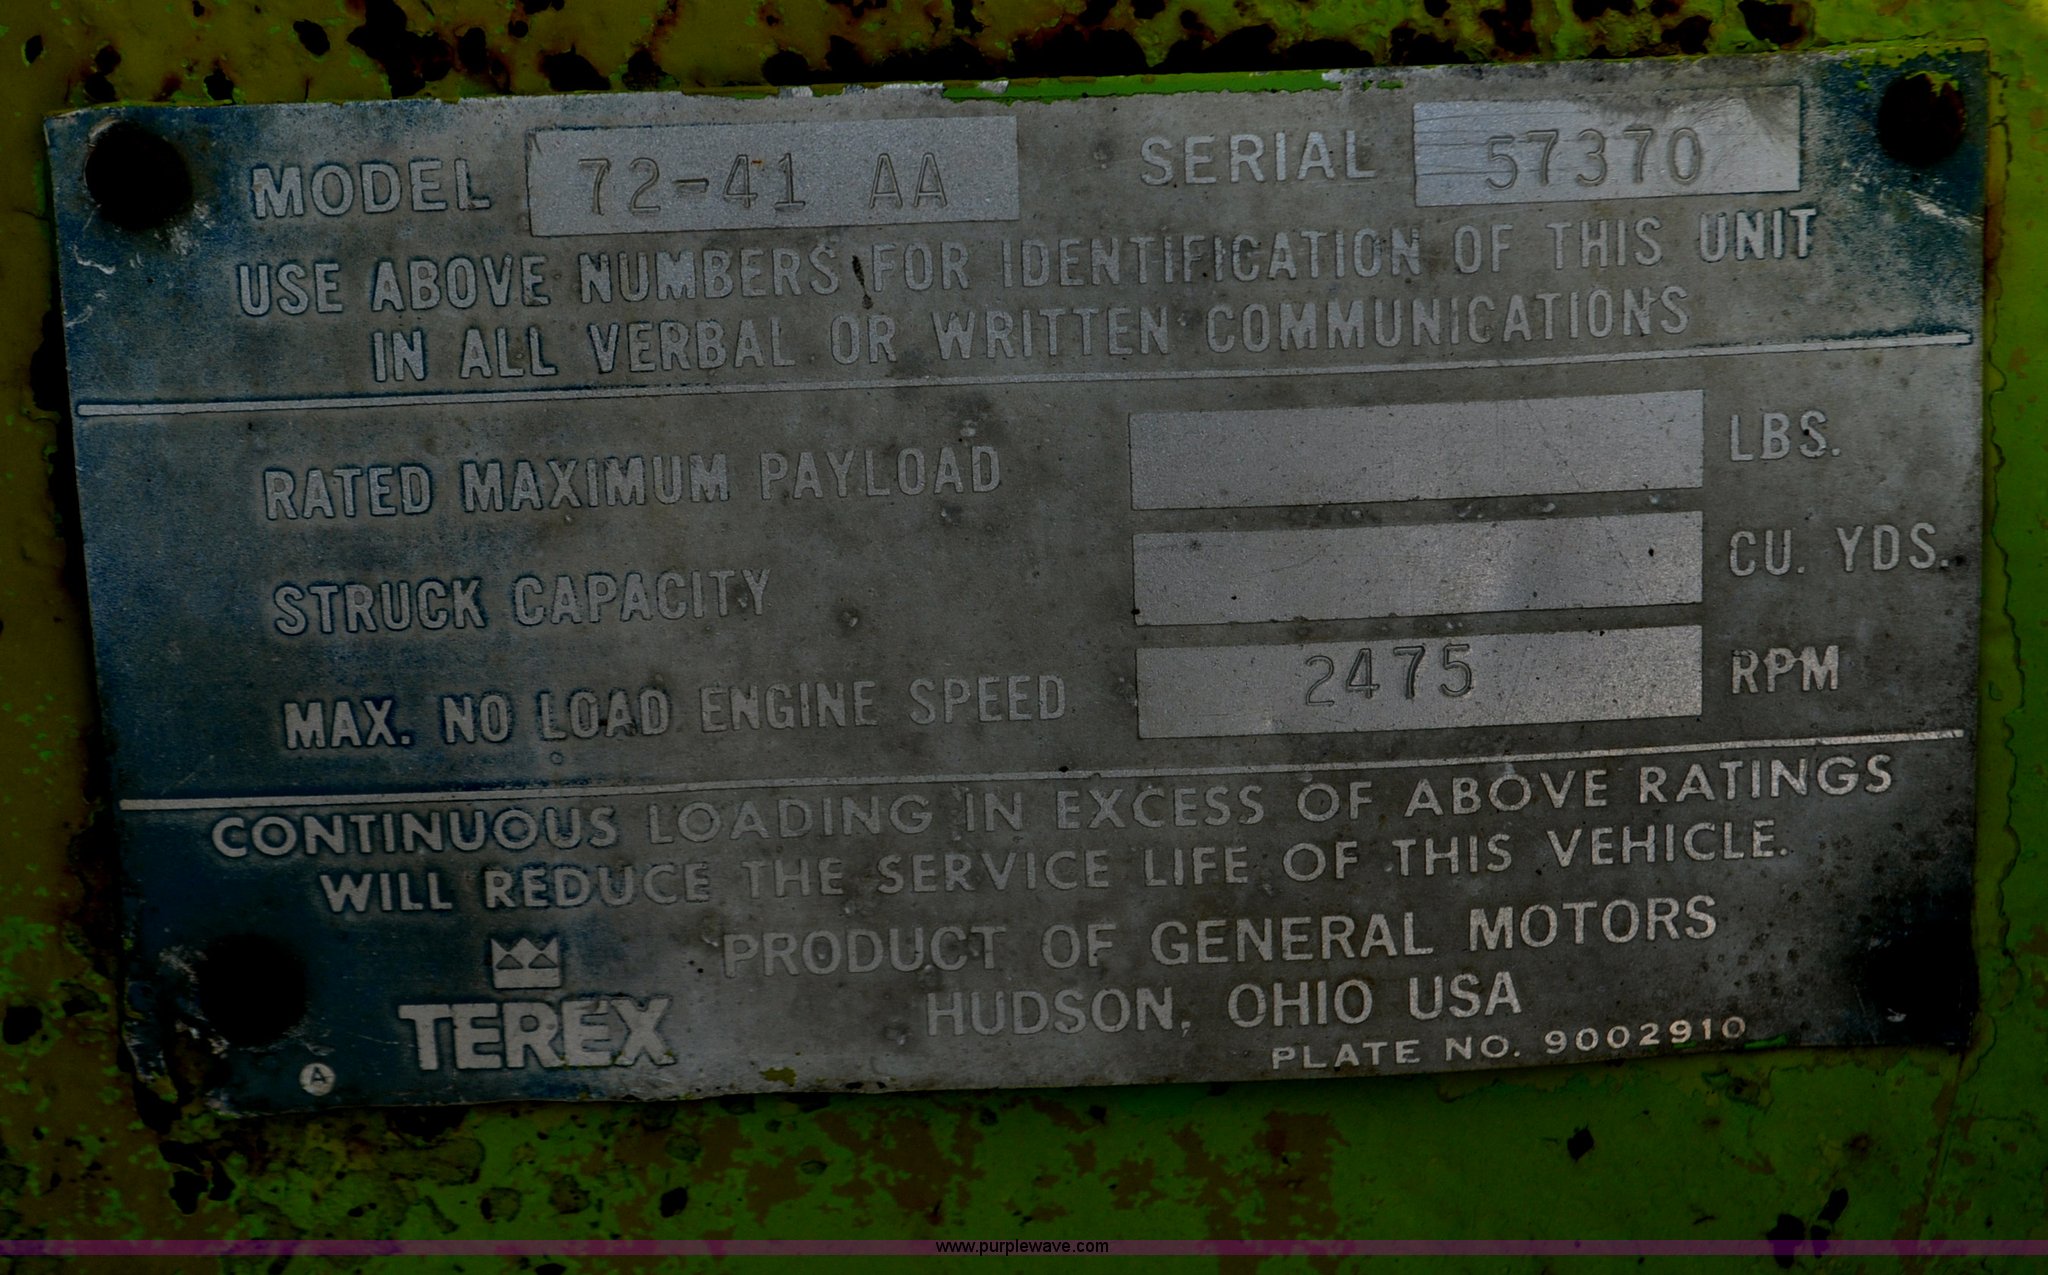 MODEL 72-41 AA SERIAL 57370
USE ABOVE NUMBERS FOR IDENTIFICATION OF THIS UNIT
IN ALL VERBAL OR WRITTEN COMMUNICATIONS
RATED MAXIMUM PAYLOAD LBS.
STRUCK CAPACITY CU. YDS.
MAX. NO LOAD ENGINE SPEED 2475 RPM
CONTINUOUS LOADING IN EXCESS OF ABOVE RATINGS
WILL REDUCE THE SERVICE LIFE OF THIS VEHICLE.
PRODUCT OF GENERAL MOTORS
HUDSON, OHIO USA
TEREX
PLATE NO. 9002910
A
www.purplewave.com